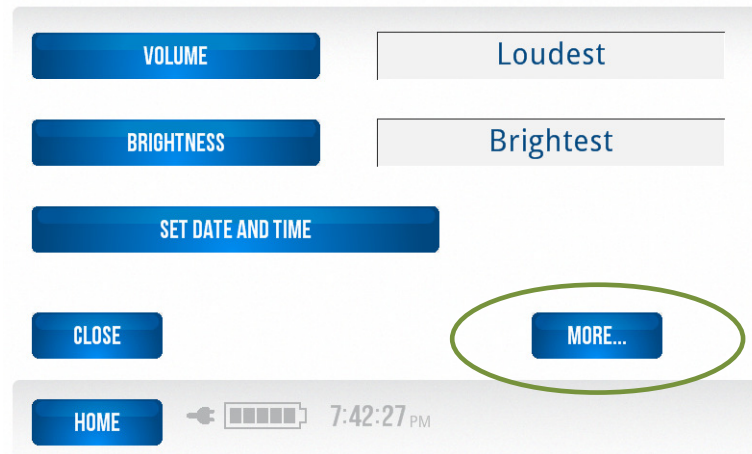 VOLUME Loudest
BRIGHTNESS Brightest
SET DATE AND TIME
CLOSE MORE...
HOME 7:42:27 PM